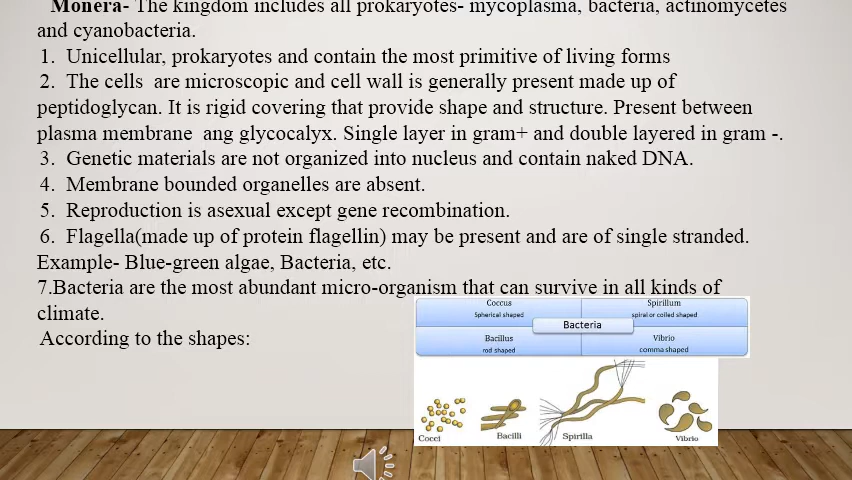 Monera- The kingdom includes all prokaryotes- mycoplasma, bacteria, actinomycetes
and cyanobacteria.
1. Unicellular, prokaryotes and contain the most primitive of living forms
2. The cells are microscopic and cell wall is generally present made up of
peptidoglycan. It is rigid covering that provide shape and structure. Present between
plasma membrane ang glycocalyx. Single layer in gram+ and double layered in gram -.
3. Genetic materials are not organized into nucleus and contain naked DNA.
4. Membrane bounded organelles are absent.
5. Reproduction is asexual except gene recombination.
6. Flagella(made up of protein flagellin) may be present and are of single stranded.
Example- Blue-green algae, Bacteria, etc.
7.Bacteria are the most abundant micro-organism that can survive in all kinds of
climate.
According to the shapes:
Coccus
Spherical shaped
Spirillum
spiral or coiled shaped
Bacteria
Bacillus
rod shaped
Vibrio
comma shaped
Cocci
Bacilli
Spirilla
Vibrio